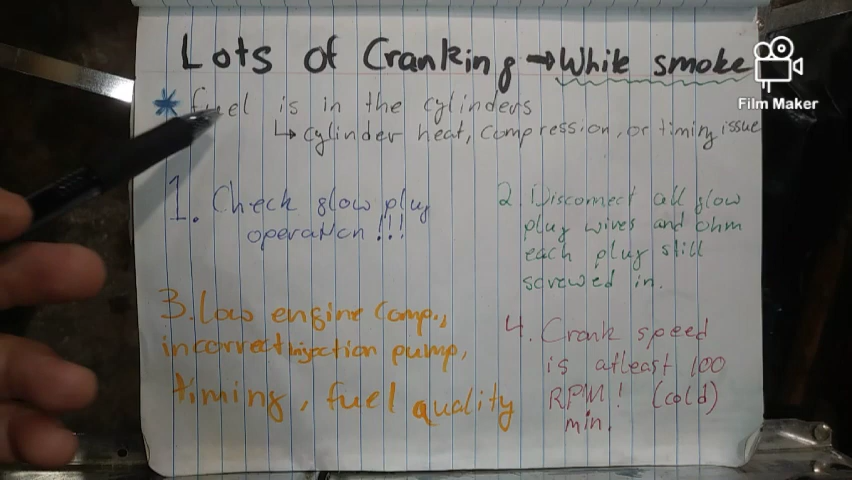 Lots of Cranking → White smoke
Film Maker
* Fuel is in the cylinders
↳ cylinder heat, compression, or timing issue
1. Check glow plug
operation!!!
2. Disconnect all glow
plug wires and ohm
each plug still
screwed in.
3. Low engine Comp.,
incorrect injection pump,
timing, fuel quality
4. Crank speed
is atleast 100
RPM! (cold)
min.